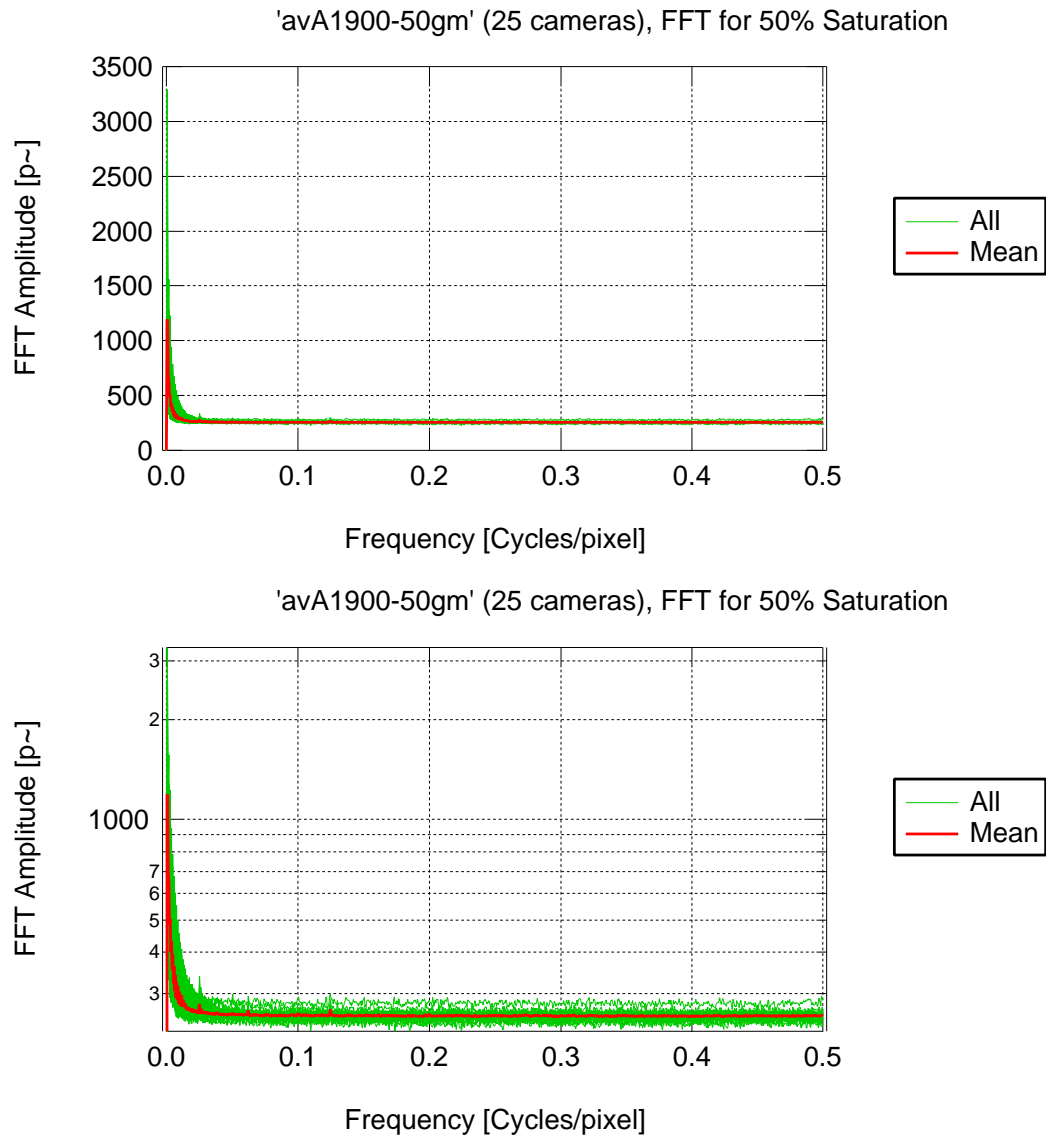 'avA1900-50gm' (25 cameras), FFT for 50% Saturation
3500
3000
2500
2000
1500
1000
500
0
FFT Amplitude [p~]
0.0 0.1 0.2 0.3 0.4 0.5
Frequency [Cycles/pixel]
All
Mean
'avA1900-50gm' (25 cameras), FFT for 50% Saturation
3
2
1000
7
6
5
4
3
FFT Amplitude [p~]
0.0 0.1 0.2 0.3 0.4 0.5
Frequency [Cycles/pixel]
All
Mean